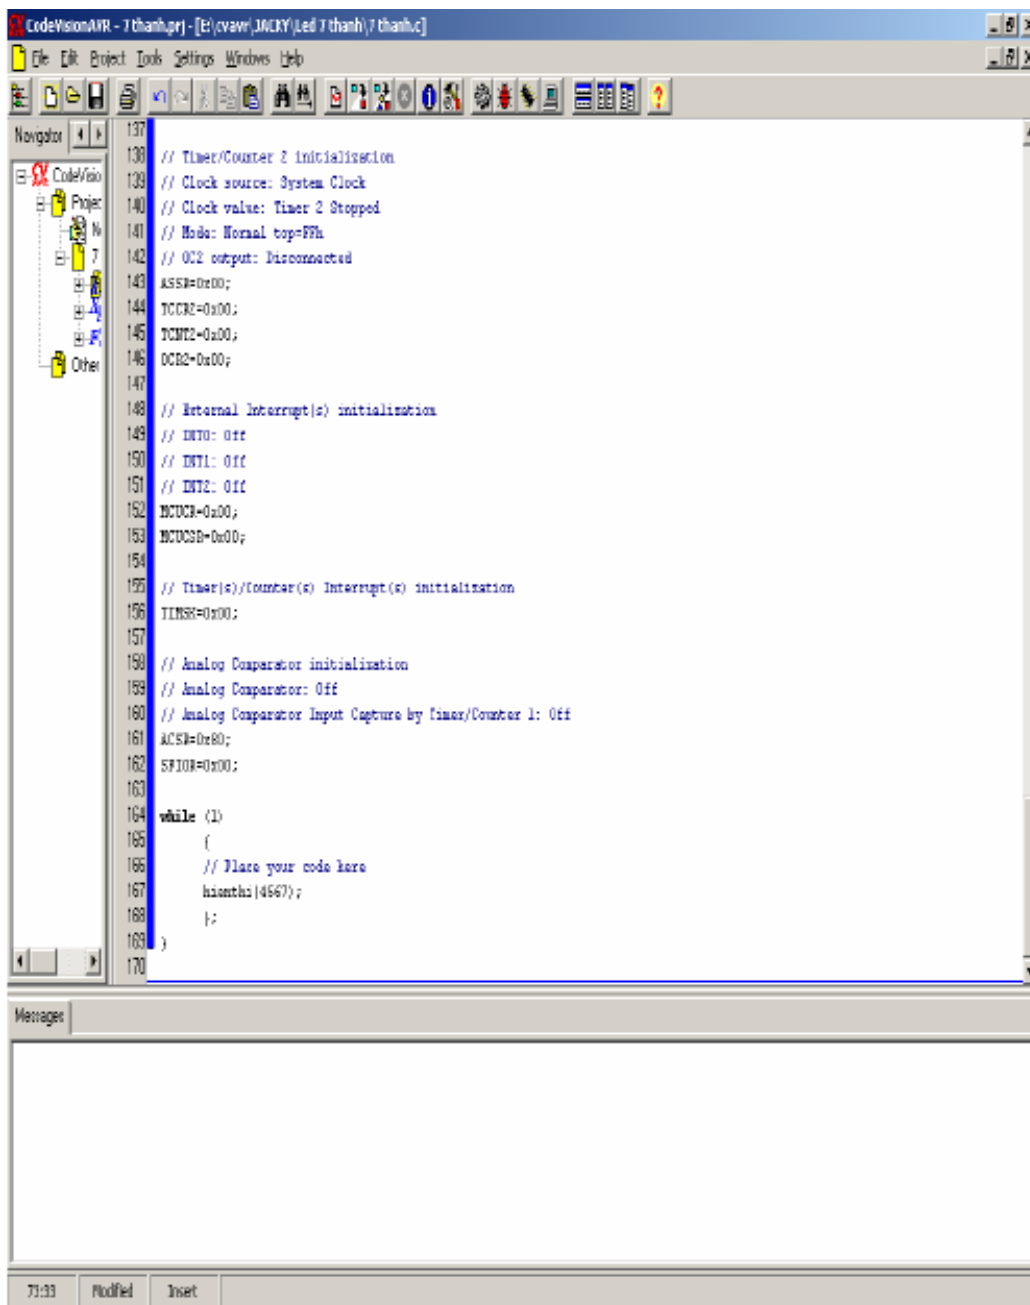 CodeVisionAVR - 7 thanh.prj - [E:\cvavr\JACKY\Led 7 thanh\7 thanh.c]
File Edit Project Tools Settings Windows Help
Navigator
CodeVisio
Projec
N
7
Other
137
138 // Timer/Counter 2 initialization
139 // Clock source: System Clock
140 // Clock value: Timer 2 Stopped
141 // Mode: Normal top=FFh
142 // OC2 output: Disconnected
143 ASSR=0x00;
144 TCCR2=0x00;
145 TCNT2=0x00;
146 OCR2=0x00;
147
148 // External Interrupt(s) initialization
149 // INT0: Off
150 // INT1: Off
151 // INT2: Off
152 MCUCR=0x00;
153 MCUCSR=0x00;
154
155 // Timer(s)/Counter(s) Interrupt(s) initialization
156 TIMSK=0x00;
157
158 // Analog Comparator initialization
159 // Analog Comparator: Off
160 // Analog Comparator Input Capture by Timer/Counter 1: Off
161 ACSR=0x80;
162 SFIOR=0x00;
163
164 while (1)
165 {
166 // Place your code here
167 hienthi(4567);
168 };
169 }
170
Messages
73:33 Modified Insert